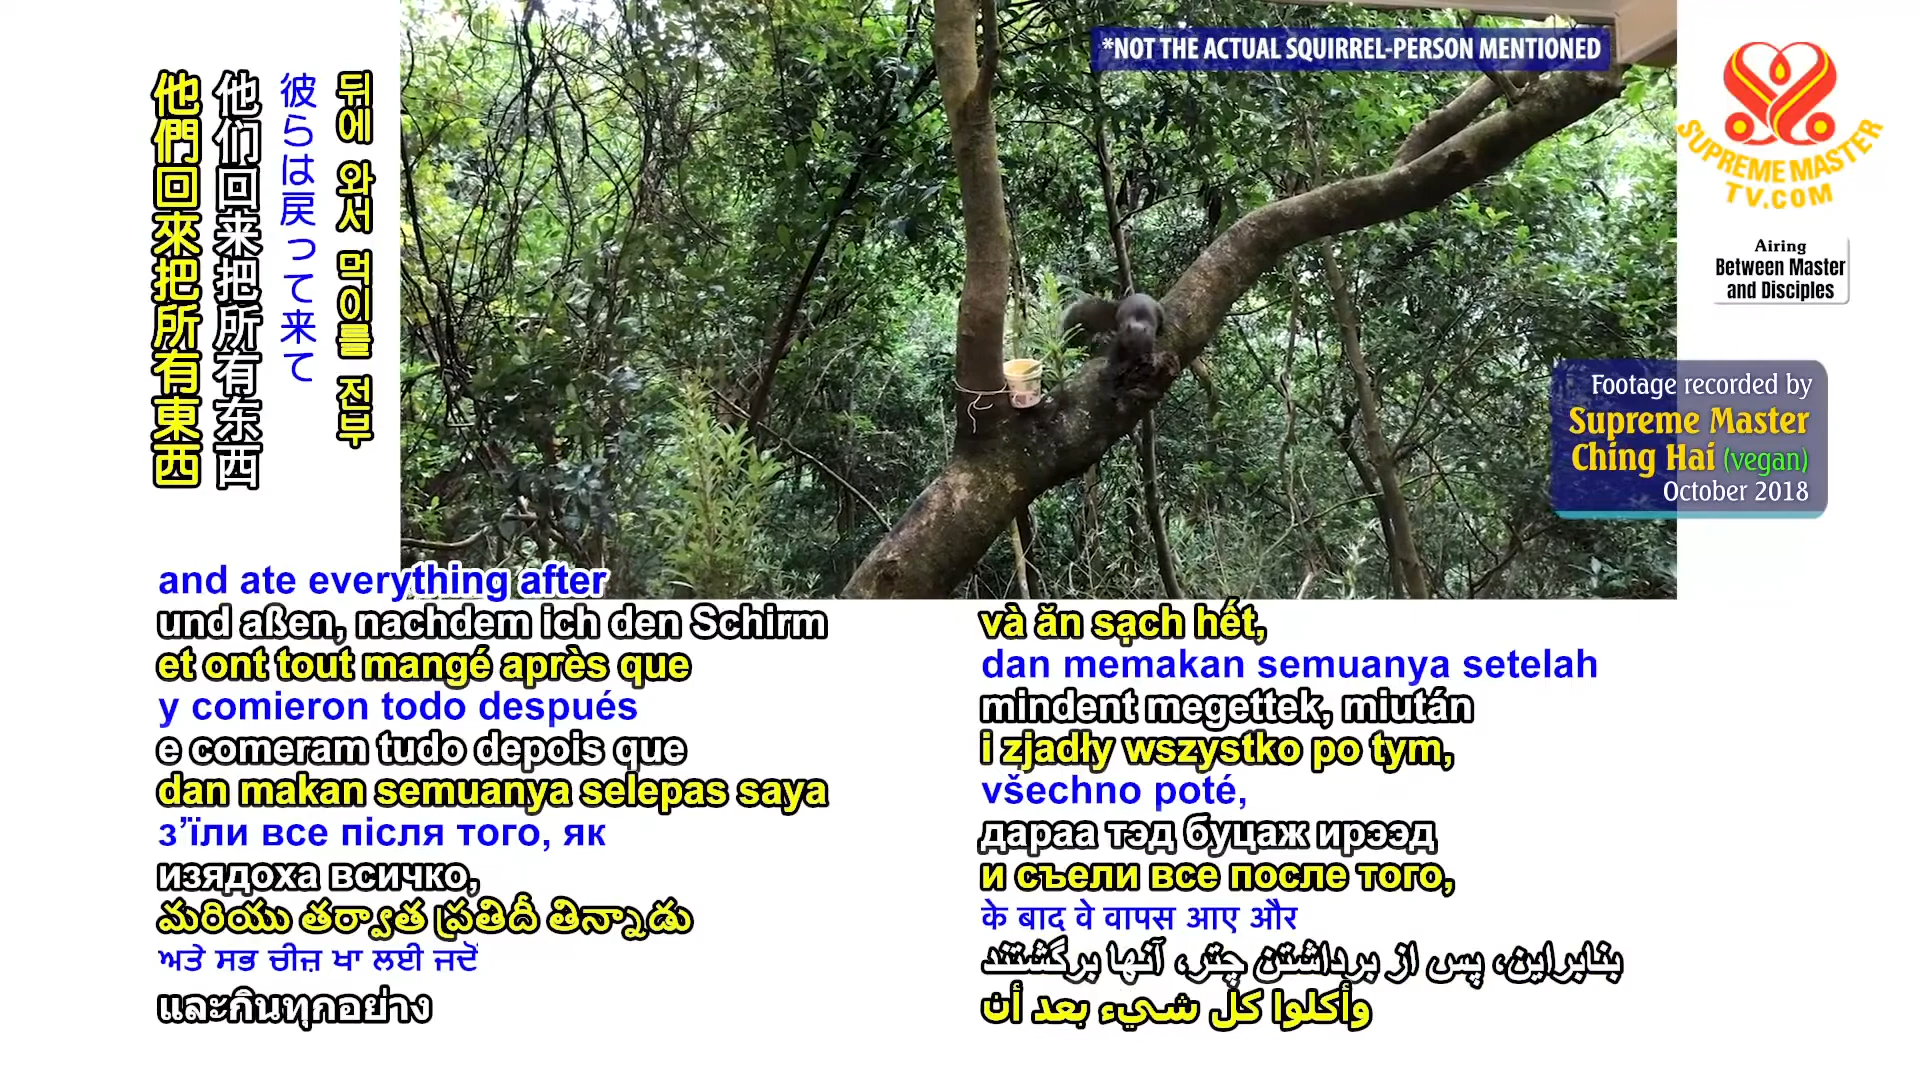 *NOT THE ACTUAL SQUIRREL-PERSON MENTIONED
SUPREME MASTER
TV.COM
Airing
Between Master
and Disciples
Footage recorded by
Supreme Master
Ching Hai (vegan)
October 2018
뒤에 와서 먹이를 전부
彼らは戻って来て
他们回来把所有东西
他們回來把所有東西
and ate everything after
und aßen, nachdem ich den Schirm
et ont tout mangé après que
y comieron todo después
e comeram tudo depois que
dan makan semuanya selepas saya
з’їли все після того, як
изядоха всичко,
మరియు తర్వాత ప్రతిదీ తిన్నాడు
ਅਤੇ ਸਭ ਚੀਜ਼ ਖਾ ਲਈ ਜਦੋਂ
และกินทุกอย่าง
và ăn sạch hết,
dan memakan semuanya setelah
mindent megettek, miután
i zjadły wszystko po tym,
všechno poté,
дараа тэд буцаж ирээд
и съели все после того,
के बाद वे वापस आए और
بنابراین، پس از برداشتن چتر، آنها برگشتند
وأكلوا كل شيء بعد أن